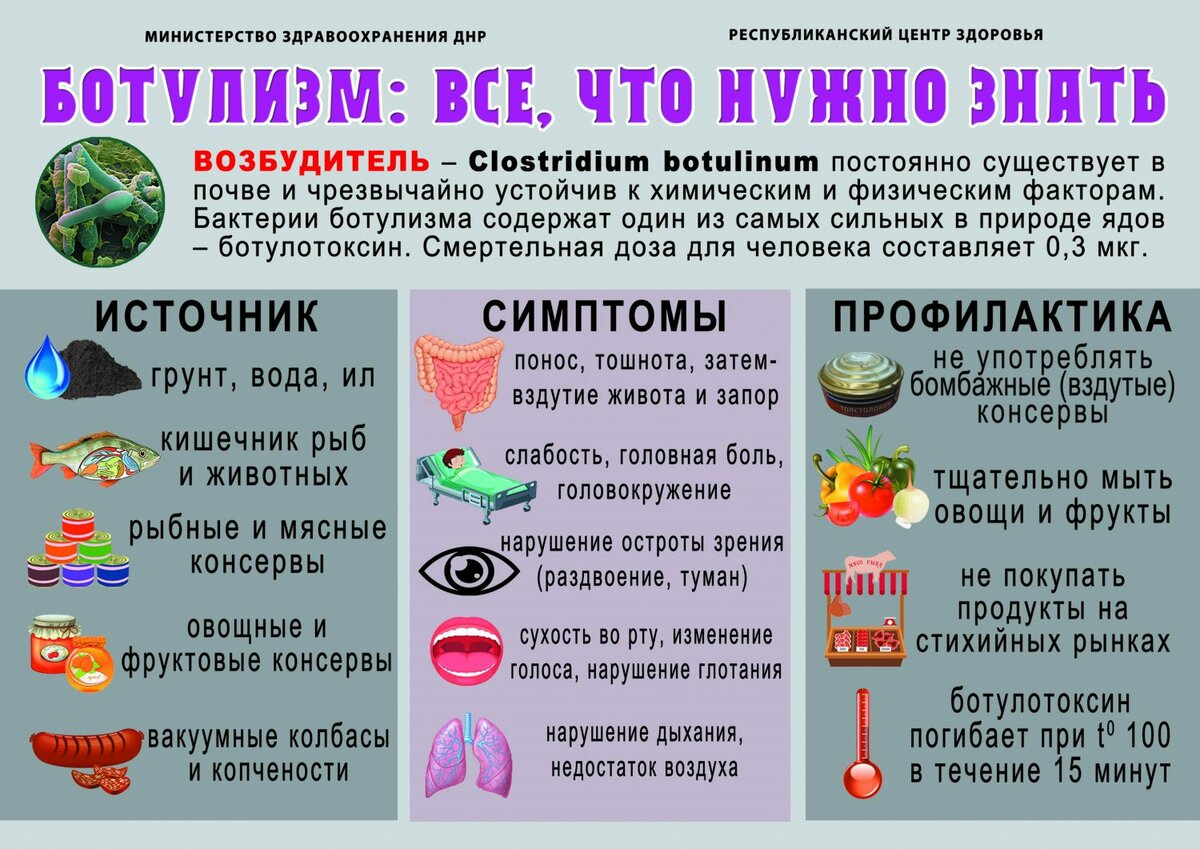 МИНИСТЕРСТВО ЗДРАВООХРАНЕНИЯ ДНР
РЕСПУБЛИКАНСКИЙ ЦЕНТР ЗДОРОВЬЯ
БОТУЛИЗМ: ВСЕ, ЧТО НУЖНО ЗНАТЬ
ВОЗБУДИТЕЛЬ – Clostridium botulinum постоянно существует в
почве и чрезвычайно устойчив к химическим и физическим факторам.
Бактерии ботулизма содержат один из самых сильных в природе ядов
– ботулотоксин. Смертельная доза для человека составляет 0,3 мкг.
ИСТОЧНИК
грунт, вода, ил
кишечник рыб
и животных
рыбные и мясные
консервы
овощные и
фруктовые консервы
вакуумные колбасы
и копчености
СИМПТОМЫ
понос, тошнота, затем-
вздутие живота и запор
слабость, головная боль,
головокружение
нарушение остроты зрения
(раздвоение, туман)
сухость во рту, изменение
голоса, нарушение глотания
нарушение дыхания,
недостаток воздуха
ПРОФИЛАКТИКА
не употреблять
бомбажные (вздутые)
консервы
ТОЛСТОЛОБИК
тщательно мыть
овощи и фрукты
МЯСО РЫБА
не покупать
продукты на
стихийных рынках
ботулотоксин
погибает при t⁰ 100
в течение 15 минут